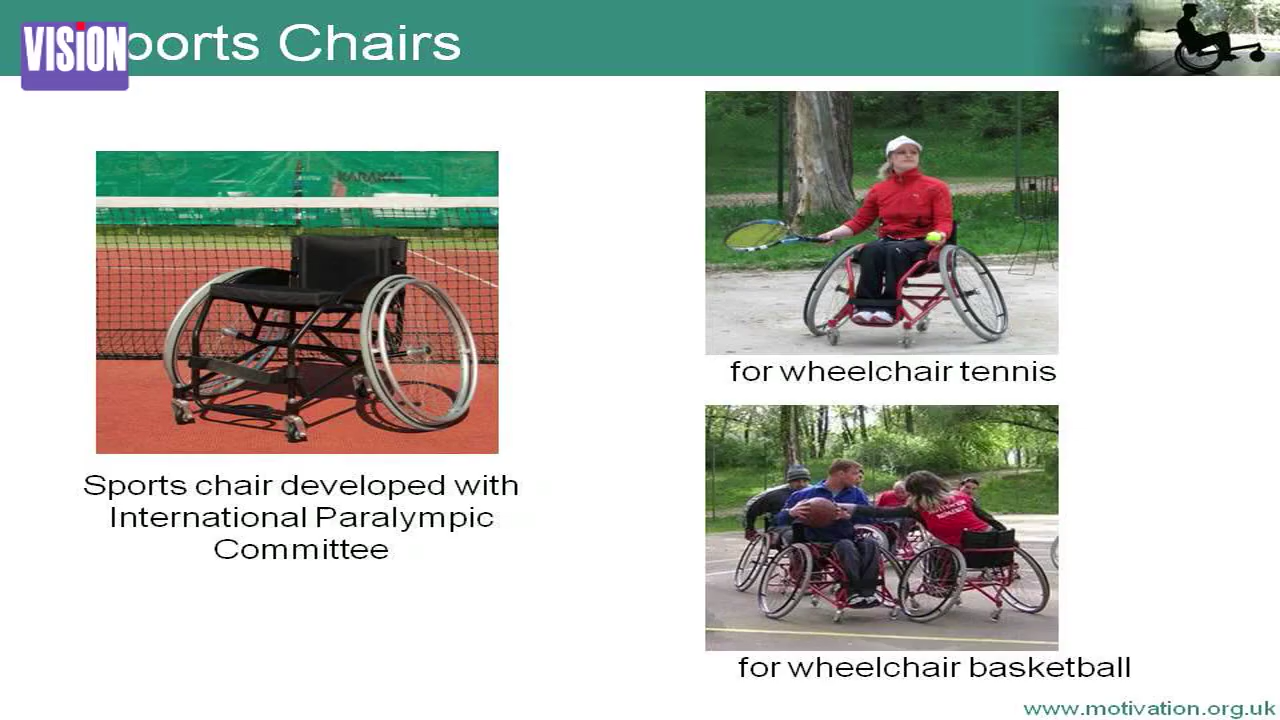 VISION
ports Chairs
KARAKAL
for wheelchair tennis
Sports chair developed with
International Paralympic
Committee
for wheelchair basketball
www.motivation.org.uk